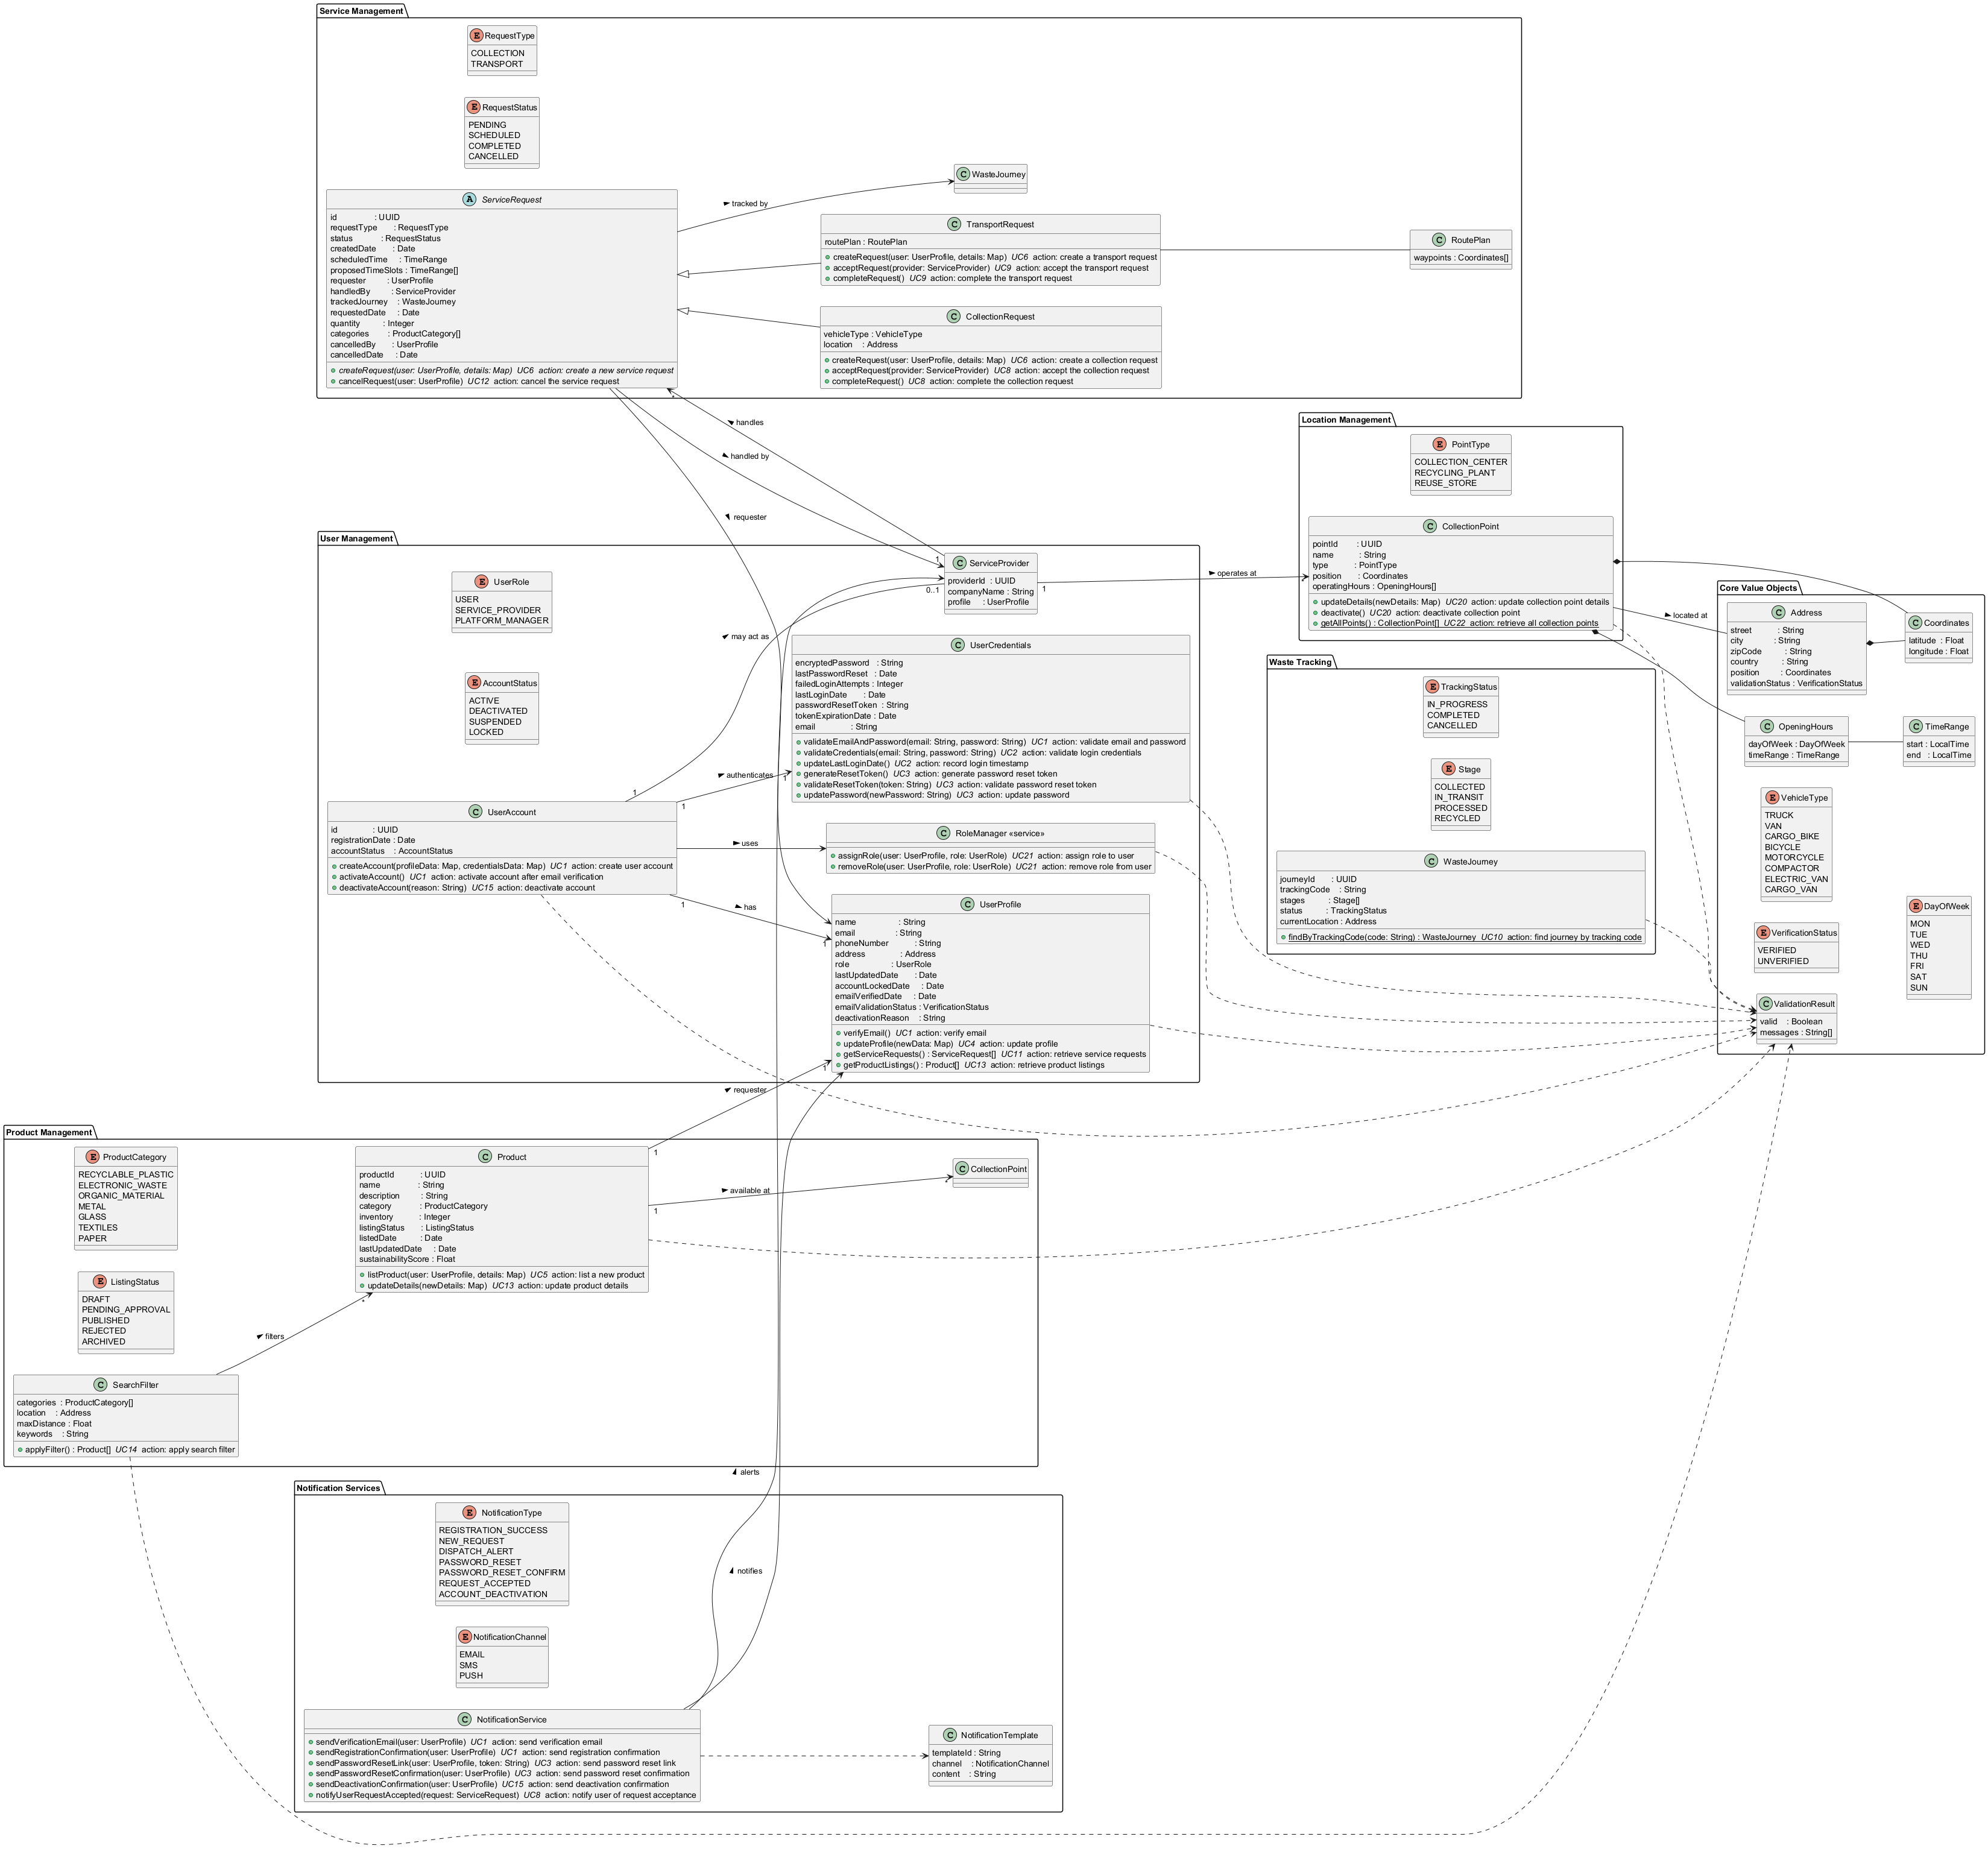 Service Management
E RequestType
COLLECTION
TRANSPORT
E RequestStatus
PENDING
SCHEDULED
COMPLETED
CANCELLED
A ServiceRequest
id : UUID
requestType : RequestType
status : RequestStatus
createdDate : Date
scheduledTime : TimeRange
proposedTimeSlots : TimeRange[]
requester : UserProfile
handledBy : ServiceProvider
trackedJourney : WasteJourney
requestedDate : Date
quantity : Integer
categories : ProductCategory[]
cancelledBy : UserProfile
cancelledDate : Date
createRequest(user: UserProfile, details: Map) UC6 action: create a new service request
cancelRequest(user: UserProfile) UC12 action: cancel the service request
tracked by
C WasteJourney
C TransportRequest
routePlan : RoutePlan
createRequest(user: UserProfile, details: Map) UC6 action: create a transport request
acceptRequest(provider: ServiceProvider) UC9 action: accept the transport request
completeRequest() UC9 action: complete the transport request
C RoutePlan
waypoints : Coordinates[]
C CollectionRequest
vehicleType : VehicleType
location : Address
createRequest(user: UserProfile, details: Map) UC6 action: create a collection request
acceptRequest(provider: ServiceProvider) UC8 action: accept the collection request
completeRequest() UC8 action: complete the collection request
*
handles
handled by
requester
Location Management
E PointType
COLLECTION_CENTER
RECYCLING_PLANT
REUSE_STORE
C CollectionPoint
pointId : UUID
name : String
type : PointType
position : Coordinates
operatingHours : OpeningHours[]
updateDetails(newDetails: Map) UC20 action: update collection point details
deactivate() UC20 action: deactivate collection point
getAllPoints() : CollectionPoint[] UC22 action: retrieve all collection points
located at
User Management
E UserRole
USER
SERVICE_PROVIDER
PLATFORM_MANAGER
E AccountStatus
ACTIVE
DEACTIVATED
SUSPENDED
LOCKED
1
C ServiceProvider
providerId : UUID
companyName : String
profile : UserProfile
0..1
1
operates at
*
may act as
1
C UserCredentials
encryptedPassword : String
lastPasswordReset : Date
failedLoginAttempts : Integer
lastLoginDate : Date
passwordResetToken : String
tokenExpirationDate : Date
email : String
validateEmailAndPassword(email: String, password: String) UC1 action: validate email and password
validateCredentials(email: String, password: String) UC2 action: validate login credentials
updateLastLoginDate() UC2 action: record login timestamp
generateResetToken() UC3 action: generate password reset token
validateResetToken(token: String) UC3 action: validate password reset token
updatePassword(newPassword: String) UC3 action: update password
authenticates
1
1
C UserAccount
id : UUID
registrationDate : Date
accountStatus : AccountStatus
createAccount(profileData: Map, credentialsData: Map) UC1 action: create user account
activateAccount() UC1 action: activate account after email verification
deactivateAccount(reason: String) UC15 action: deactivate account
uses
C RoleManager «service»
assignRole(user: UserProfile, role: UserRole) UC21 action: assign role to user
removeRole(user: UserProfile, role: UserRole) UC21 action: remove role from user
1
has
1
C UserProfile
name : String
email : String
phoneNumber : String
address : Address
role : UserRole
lastUpdatedDate : Date
accountLockedDate : Date
emailVerifiedDate : Date
emailValidationStatus : VerificationStatus
deactivationReason : String
verifyEmail() UC1 action: verify email
updateProfile(newData: Map) UC4 action: update profile
getServiceRequests() : ServiceRequest[] UC11 action: retrieve service requests
getProductListings() : Product[] UC13 action: retrieve product listings
1
requester
Waste Tracking
E TrackingStatus
IN_PROGRESS
COMPLETED
CANCELLED
E Stage
COLLECTED
IN_TRANSIT
PROCESSED
RECYCLED
C WasteJourney
journeyId : UUID
trackingCode : String
stages : Stage[]
status : TrackingStatus
currentLocation : Address
findByTrackingCode(code: String) : WasteJourney UC10 action: find journey by tracking code
Core Value Objects
C Address
street : String
city : String
zipCode : String
country : String
position : Coordinates
validationStatus : VerificationStatus
C Coordinates
latitude : Float
longitude : Float
C OpeningHours
dayOfWeek : DayOfWeek
timeRange : TimeRange
C TimeRange
start : LocalTime
end : LocalTime
E VehicleType
TRUCK
VAN
CARGO_BIKE
BICYCLE
MOTORCYCLE
COMPACTOR
ELECTRIC_VAN
CARGO_VAN
E VerificationStatus
VERIFIED
UNVERIFIED
E DayOfWeek
MON
TUE
WED
THU
FRI
SAT
SUN
C ValidationResult
valid : Boolean
messages : String[]
Product Management
E ProductCategory
RECYCLABLE_PLASTIC
ELECTRONIC_WASTE
ORGANIC_MATERIAL
METAL
GLASS
TEXTILES
PAPER
E ListingStatus
DRAFT
PENDING_APPROVAL
PUBLISHED
REJECTED
ARCHIVED
C Product
productId : UUID
name : String
description : String
category : ProductCategory
inventory : Integer
listingStatus : ListingStatus
listedDate : Date
lastUpdatedDate : Date
sustainabilityScore : Float
listProduct(user: UserProfile, details: Map) UC5 action: list a new product
updateDetails(newDetails: Map) UC13 action: update product details
1
1
available at
*
C CollectionPoint
*
filters
C SearchFilter
categories : ProductCategory[]
location : Address
maxDistance : Float
keywords : String
applyFilter() : Product[] UC14 action: apply search filter
alerts
notifies
Notification Services
E NotificationType
REGISTRATION_SUCCESS
NEW_REQUEST
DISPATCH_ALERT
PASSWORD_RESET
PASSWORD_RESET_CONFIRM
REQUEST_ACCEPTED
ACCOUNT_DEACTIVATION
E NotificationChannel
EMAIL
SMS
PUSH
C NotificationService
sendVerificationEmail(user: UserProfile) UC1 action: send verification email
sendRegistrationConfirmation(user: UserProfile) UC1 action: send registration confirmation
sendPasswordResetLink(user: UserProfile, token: String) UC3 action: send password reset link
sendPasswordResetConfirmation(user: UserProfile) UC3 action: send password reset confirmation
sendDeactivationConfirmation(user: UserProfile) UC15 action: send deactivation confirmation
notifyUserRequestAccepted(request: ServiceRequest) UC8 action: notify user of request acceptance
C NotificationTemplate
templateId : String
channel : NotificationChannel
content : String